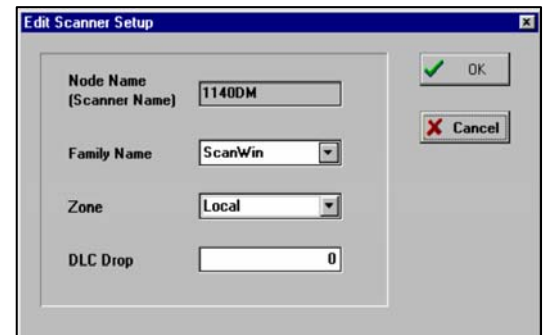 Edit Scanner Setup
Node Name
(Scanner Name)
1140DM
OK
Cancel
Family Name
ScanWin
Zone
Local
DLC Drop
0